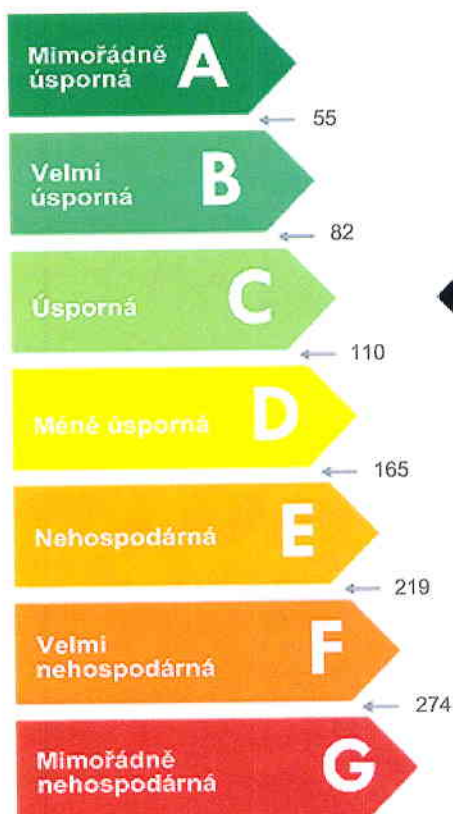 Mimořádně
úsporná A
55
Velmi
úsporná B
82
Úsporná C
110
Méně úsporná D
165
Nehospodárná E
219
Velmi
nehospodárná F
274
Mimořádně
nehospodárná G